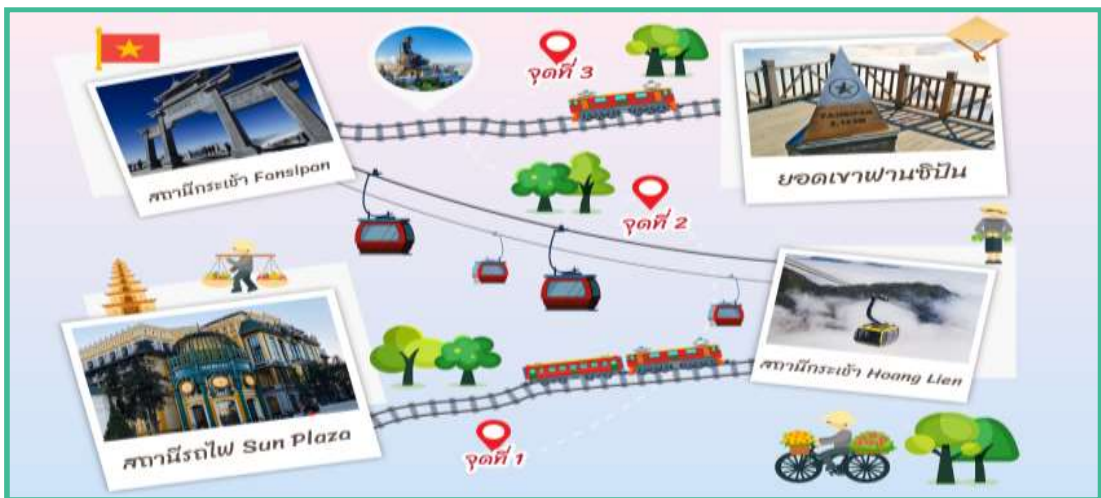 จุดที่ 3
สถานีกระเช้า Fansipan
FANSIPAN
3.143M
ยอดเขาฟานซิปัน
จุดที่ 2
สถานีรถไฟ Sun Plaza
สถานีกระเช้า Hoang Lien
จุดที่ 1